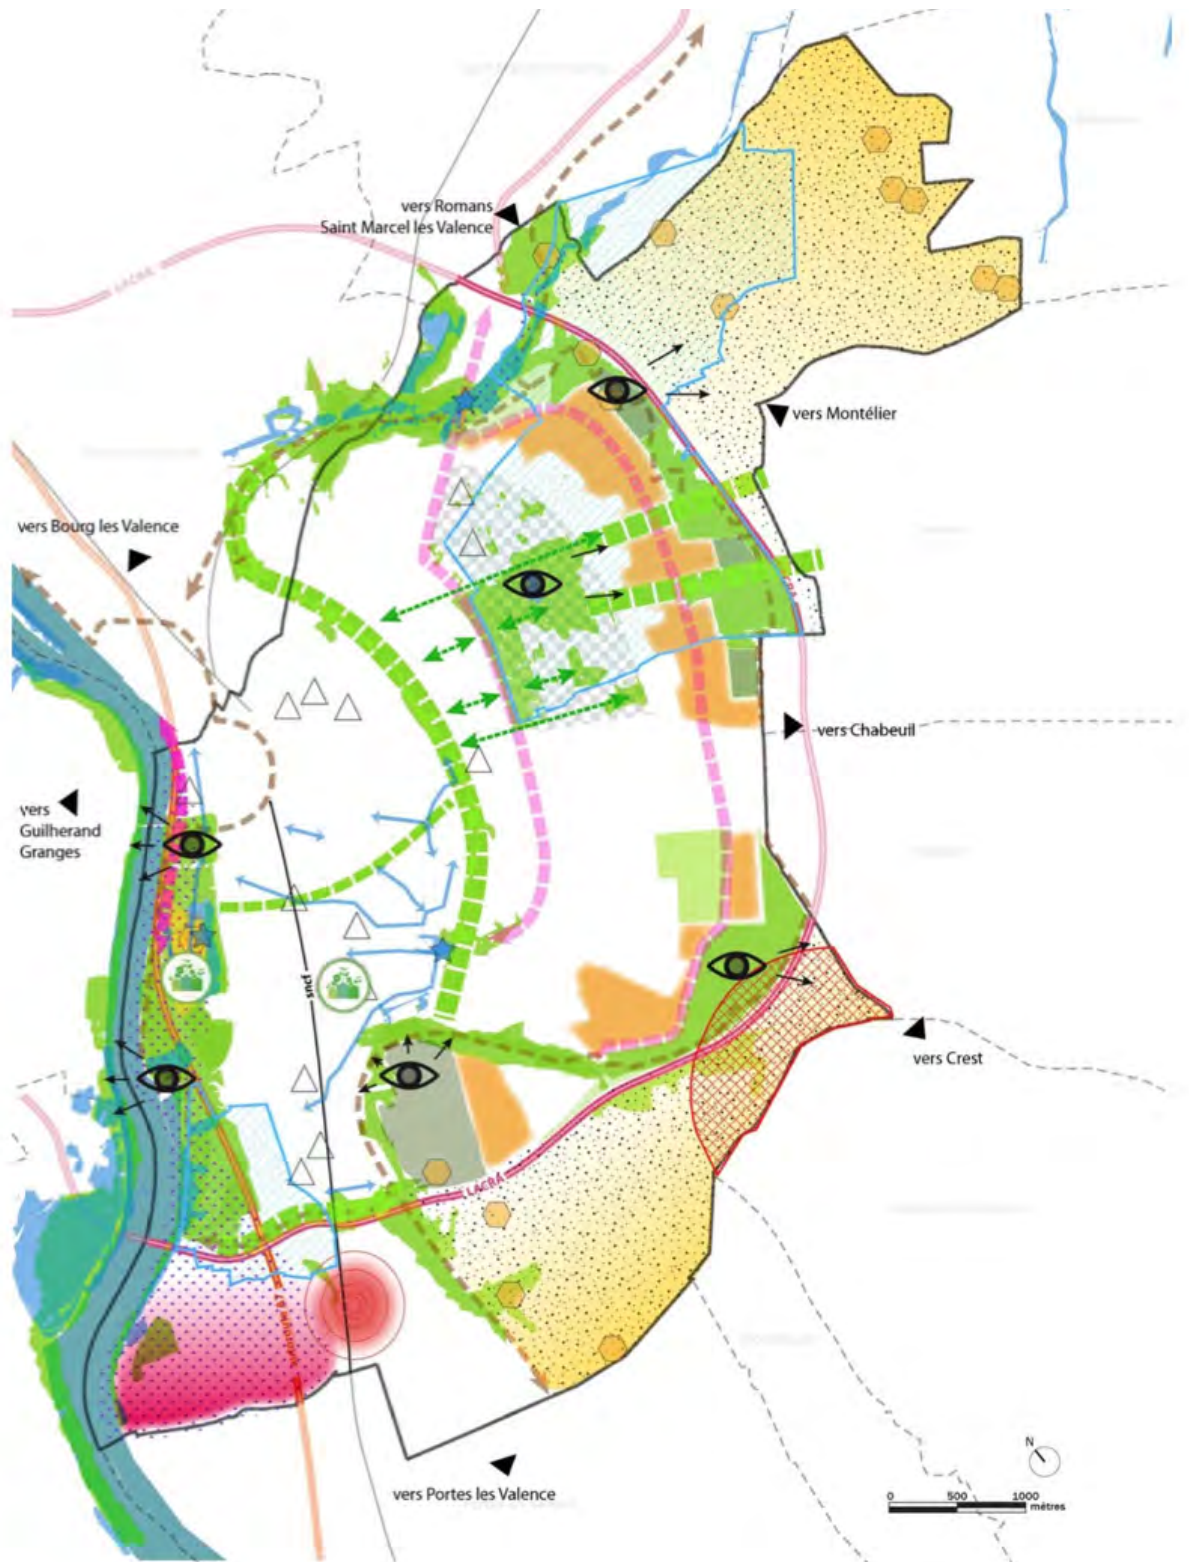 vers Romans
Saint Marcel les Valence
LACRA
vers Montélier
vers Bourg les Valence
vers Chabeuil
vers
Guilherand
Granges
sncf
vers Crest
LACRA
vers Portes les Valence
N
0 500 1000
mètres